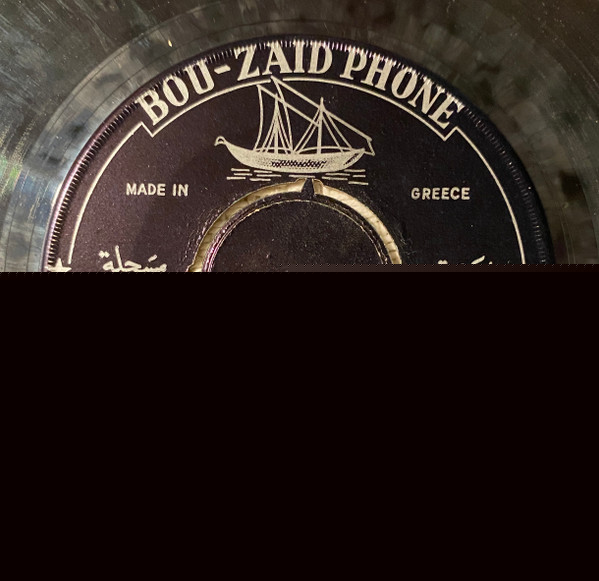 BOU-ZAID PHONE
MADE IN GREECE
مسجلة